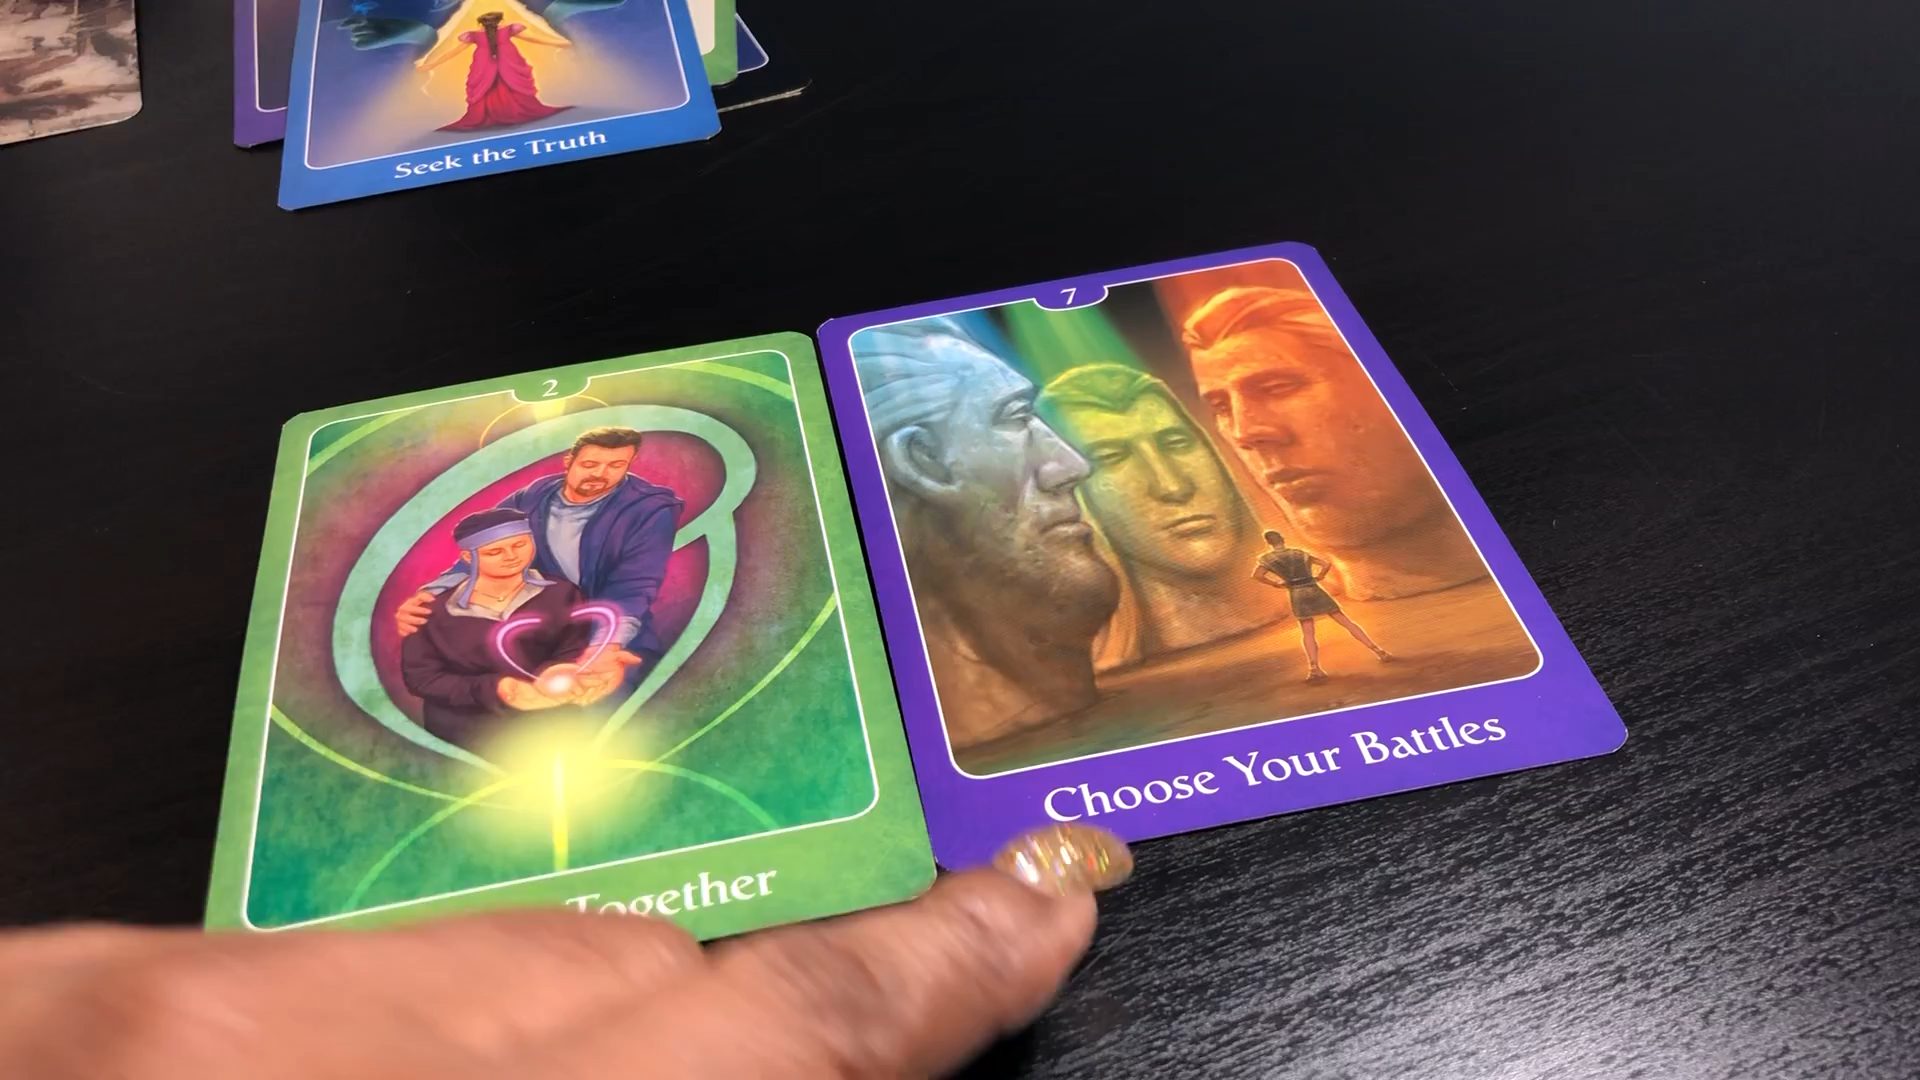 Seek the Truth
2
Together
7
Choose Your Battles